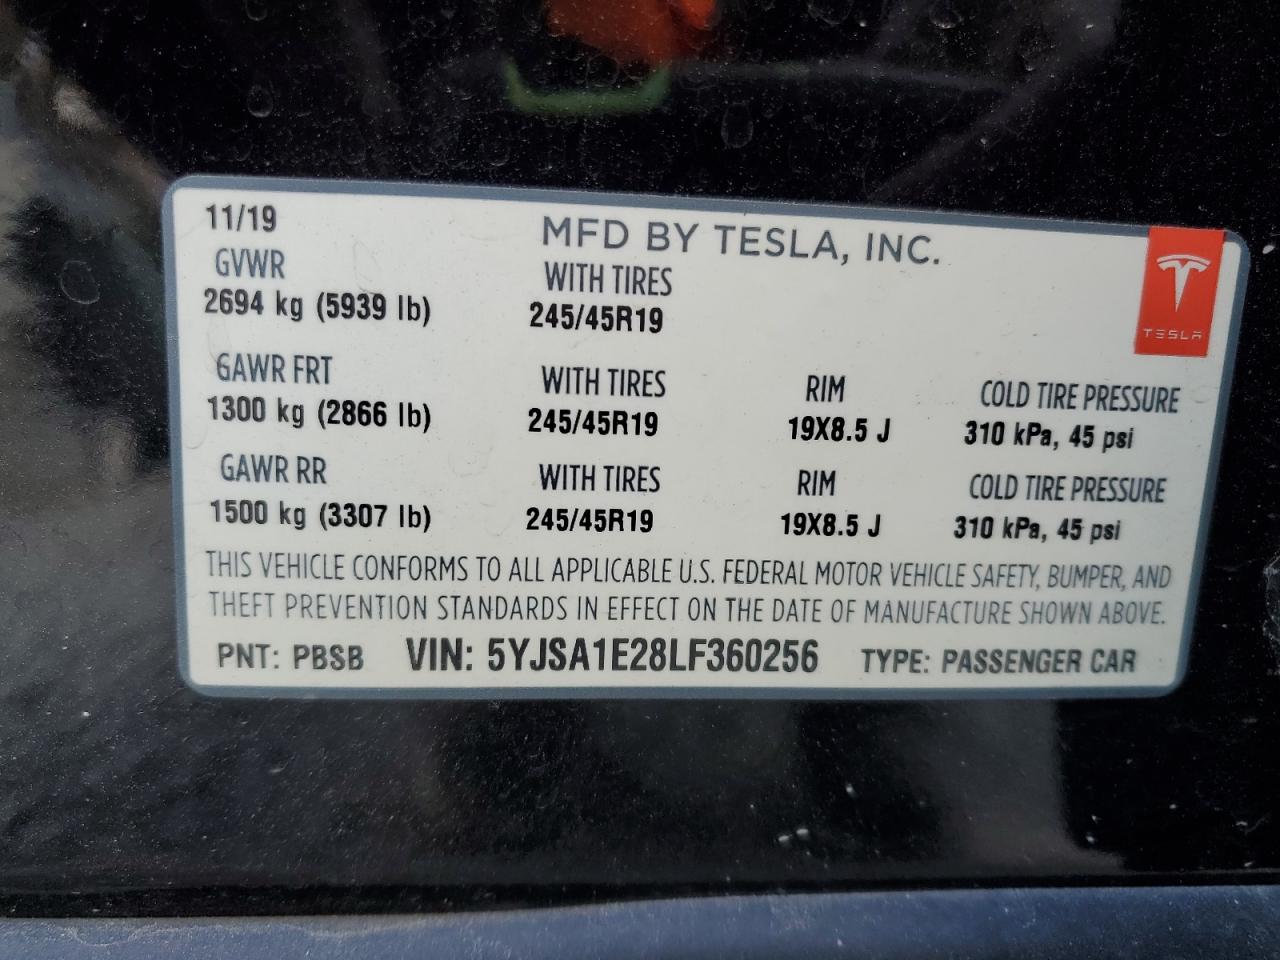 11/19
MFD BY TESLA, INC.
GVWR WITH TIRES
2694 kg (5939 lb) 245/45R19
TESLA
GAWR FRT WITH TIRES RIM COLD TIRE PRESSURE
1300 kg (2866 lb) 245/45R19 19X8.5 J 310 kPa, 45 psi
GAWR RR WITH TIRES RIM COLD TIRE PRESSURE
1500 kg (3307 lb) 245/45R19 19X8.5 J 310 kPa, 45 psi
THIS VEHICLE CONFORMS TO ALL APPLICABLE U.S. FEDERAL MOTOR VEHICLE SAFETY, BUMPER, AND
THEFT PREVENTION STANDARDS IN EFFECT ON THE DATE OF MANUFACTURE SHOWN ABOVE.
PNT: PBSB VIN: 5YJSA1E28LF360256 TYPE: PASSENGER CAR